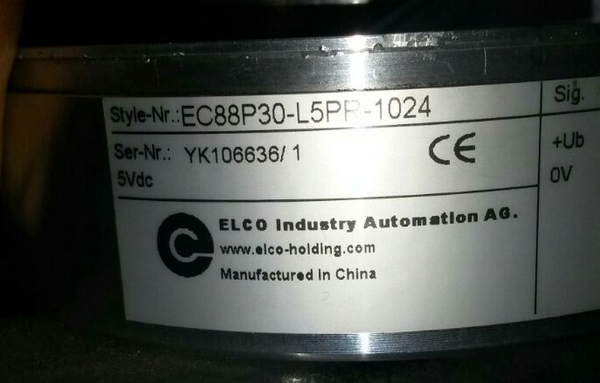 Style-Nr.: EC88P30-L5PR-1024
Ser-Nr.: YK106636/ 1
5Vdc
CE
ELCO Industry Automation AG.
www.elco-holding.com
Manufactured in China
Sig.
+Ub
0V